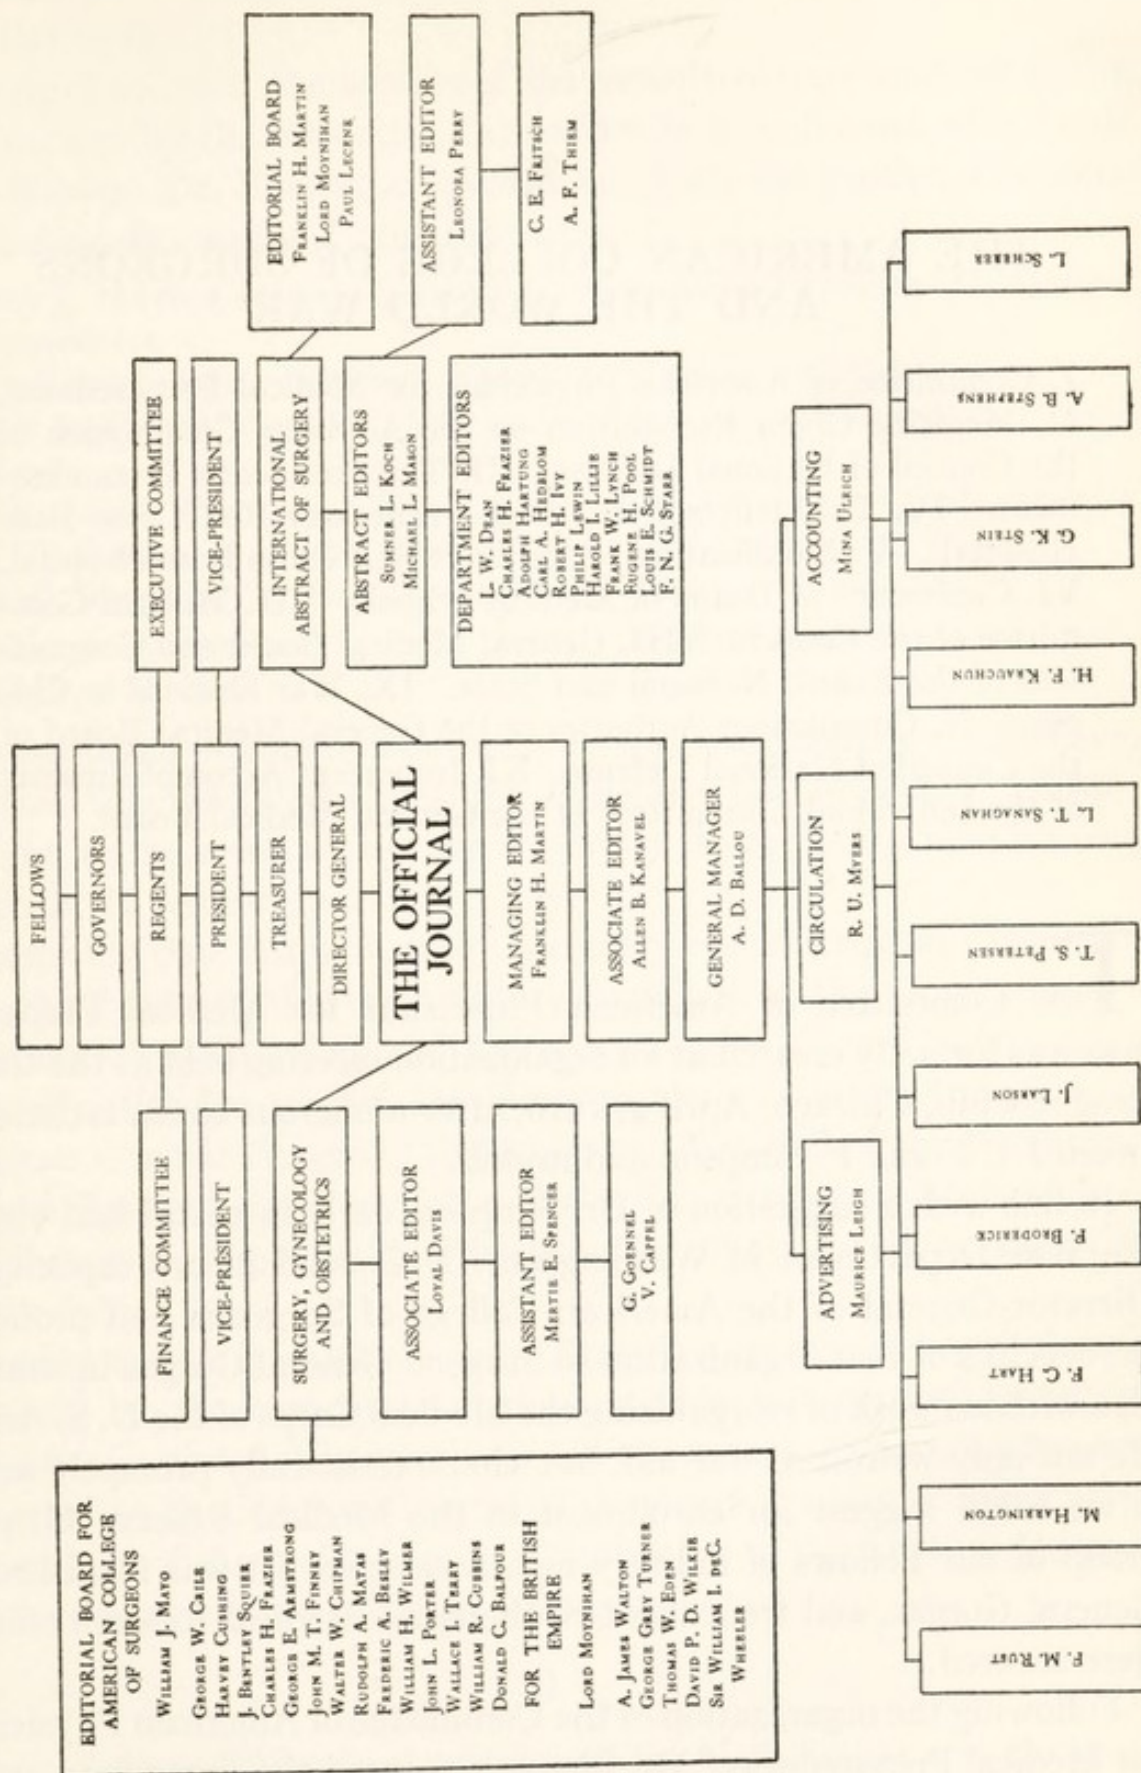 FELLOWS
GOVERNORS
FINANCE COMMITTEE
REGENTS
EXECUTIVE COMMITTEE
VICE-PRESIDENT
PRESIDENT
VICE-PRESIDENT
TREASURER
DIRECTOR GENERAL
THE OFFICIAL
JOURNAL
EDITORIAL BOARD FOR
AMERICAN COLLEGE
OF SURGEONS
WILLIAM J. MAYO
GEORGE W. CRILE
HARVEY CUSHING
J. BENTLEY SQUIER
CHARLES H. FRAZIER
GEORGE E. ARMSTRONG
JOHN M. T. FINNEY
WALTER W. CHIPMAN
RUDOLPH A. MATAS
FREDERIC A. BESLEY
WILLIAM H. WILMER
JOHN L. PORTER
WALLACE I. TERRY
WILLIAM R. CUBBINS
DONALD C. BALFOUR
FOR THE BRITISH
EMPIRE
LORD MOYNIHAN
A. JAMES WALTON
GEORGE GREY TURNER
THOMAS W. EDEN
DAVID P. D. WILKIE
SIR WILLIAM I. DEC.
WHEELER
SURGERY, GYNECOLOGY
AND OBSTETRICS
ASSOCIATE EDITOR
LOYAL DAVIS
ASSISTANT EDITOR
MERTIE E. SPENCER
G. GOENNEL
V. CAPPEL
INTERNATIONAL
ABSTRACT OF SURGERY
EDITORIAL BOARD
FRANKLIN H. MARTIN
LORD MOYNIHAN
PAUL LECENE
ABSTRACT EDITORS
SUMNER L. KOCH
MICHAEL L. MASON
ASSISTANT EDITOR
LEONORA PERRY
C. E. FRITSCH
A. F. THIEM
DEPARTMENT EDITORS
L. W. DEAN
CHARLES H. FRAZIER
ADOLPH HARTUNG
CARL A. HEDBLOM
ROBERT H. IVY
PHILIP LEWIN
HAROLD I. LILLIE
FRANK W. LYNCH
EUGENE H. POOL
LOUIS E. SCHMIDT
F. N. G. STARR
MANAGING EDITOR
FRANKLIN H. MARTIN
ASSOCIATE EDITOR
ALLEN B. KANAVEL
GENERAL MANAGER
A. D. BALLOU
ADVERTISING
MAURICE LEIGH
CIRCULATION
R. U. MYERS
ACCOUNTING
MINA ULRICH
F. M. RUST
M. HARRINGTON
F. C. HART
F. BRODERICK
J. LARSON
T. S. PETERSEN
L. T. SANAGHAN
H. F. KRAUCHUN
G. K. STEIN
A. B. STEPHENS
L. SCHERER